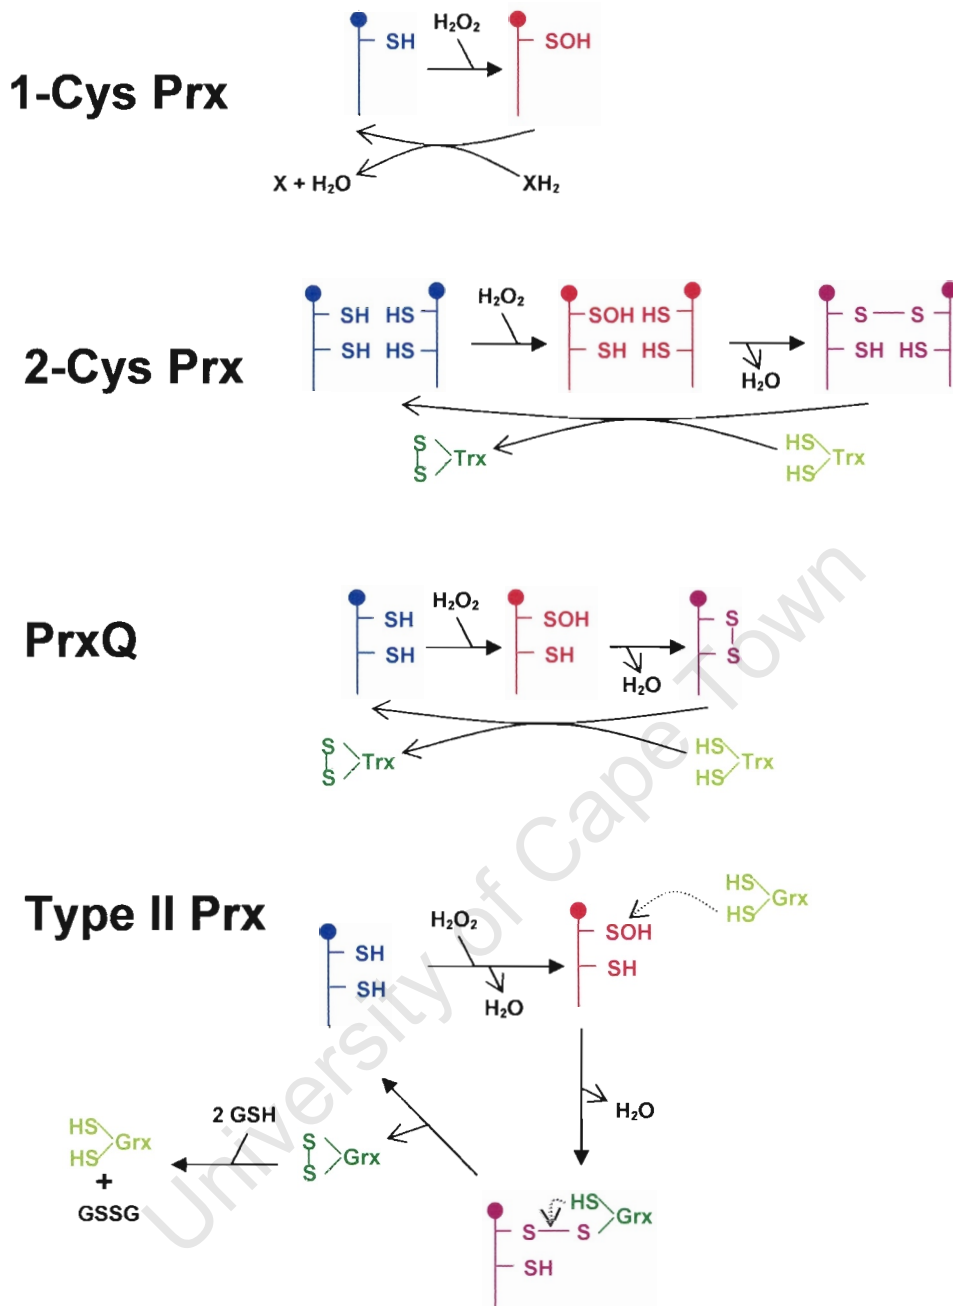 H₂O₂
SH SOH
1-Cys Prx
X + H₂O XH₂
H₂O₂
SH HS SOH HS S S
SH HS SH HS SH HS
2-Cys Prx
H₂O
S HS
Trx Trx
S HS
H₂O₂
SH SOH S
PrxQ
SH SH S
H₂O
S HS
Trx Trx
S HS
Type II Prx
HS
Grx
HS
H₂O₂
SH SOH
SH SH
H₂O
H₂O
2 GSH
HS S
Grx Grx
HS S
+
GSSG
HS
Grx
S S
SH
University of Cape Town